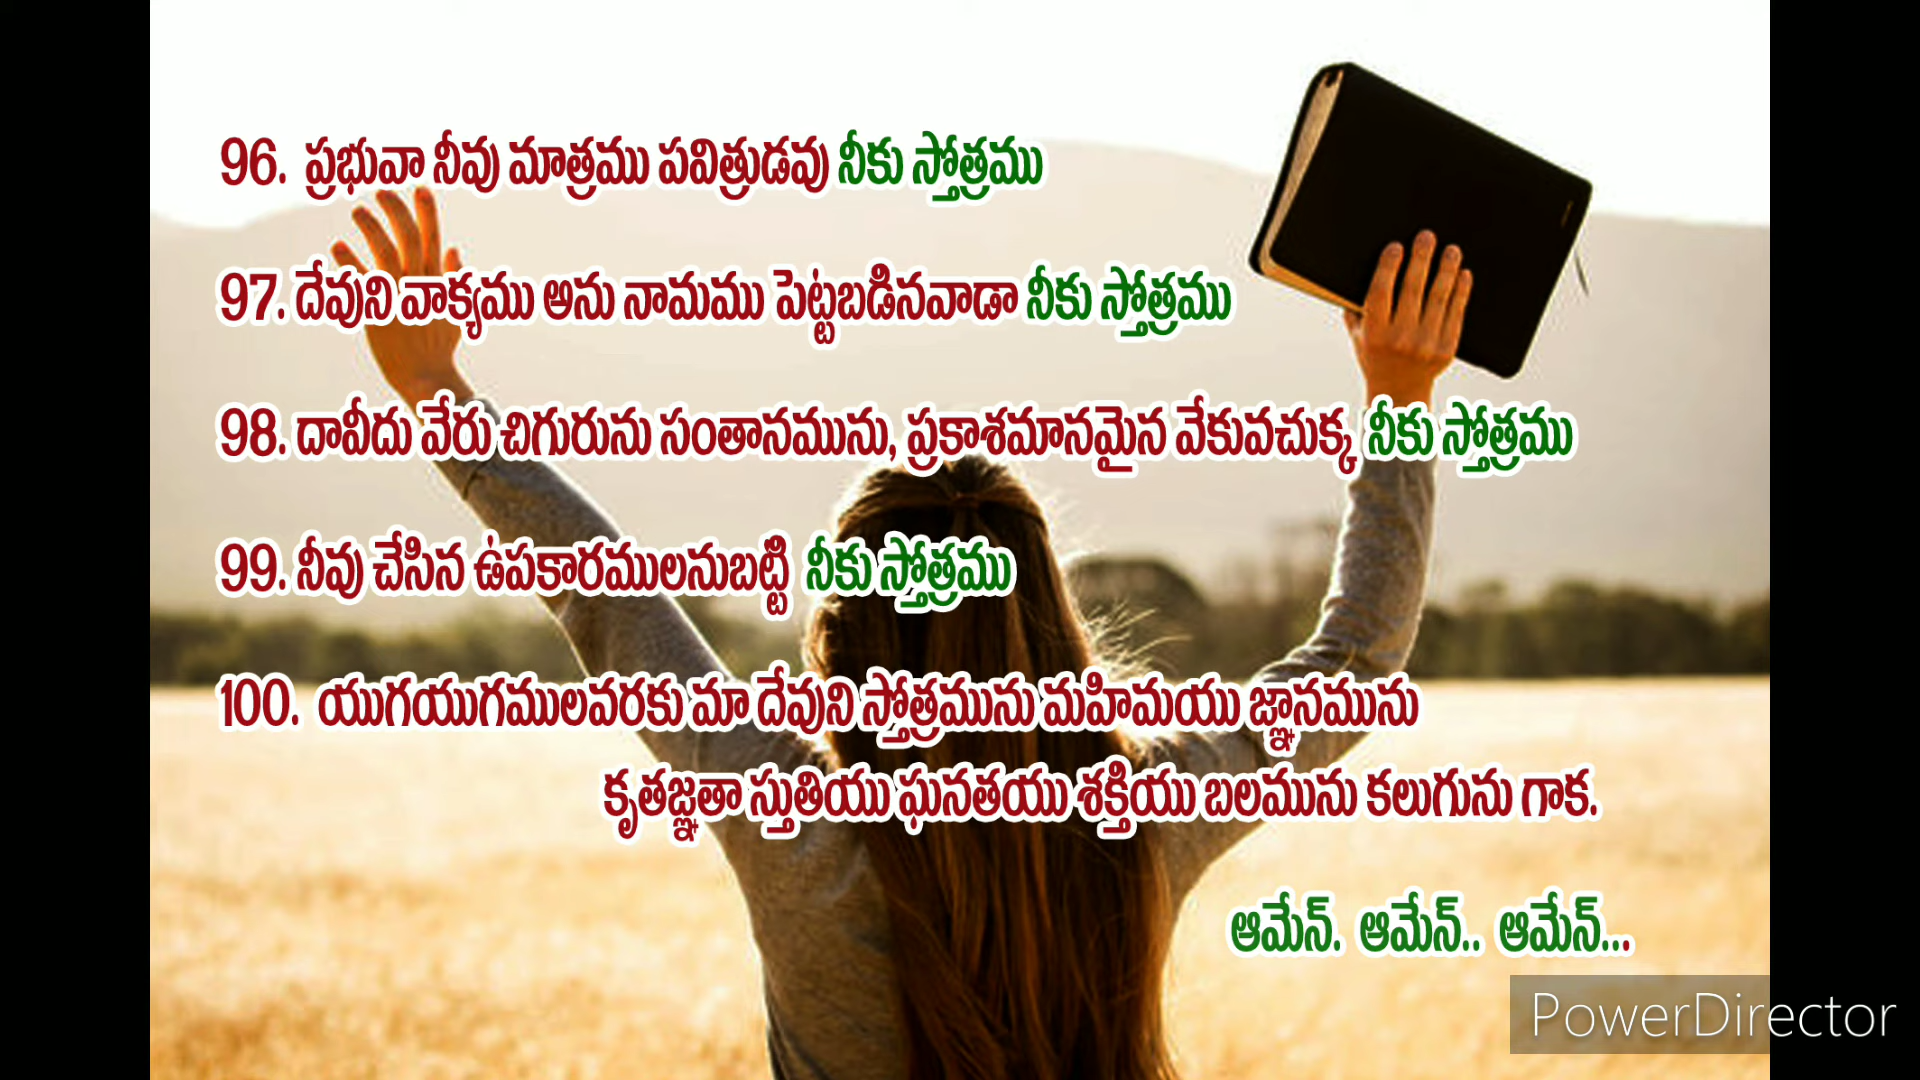 96. ప్రభువా నీవు మాత్రము పవిత్రుడవు నీకు స్తోత్రము
97. దేవుని వాక్యము అను నామము పెట్టబడినవాడా నీకు స్తోత్రము
98. దావీదు వేరు చిగురును సంతానమును, ప్రకాశమానమైన వేకువచుక్క నీకు స్తోత్రము
99. నీవు చేసిన ఉపకారములనుబట్టి నీకు స్తోత్రము
100. యుగయుగములవరకు మా దేవుని స్తోత్రమును మహిమయు జ్ఞానమును
కృతజ్ఞతా స్తుతియు ఘనతయు శక్తియు బలమును కలుగును గాక.
ఆమేన్. ఆమేన్.. ఆమేన్...
PowerDirector